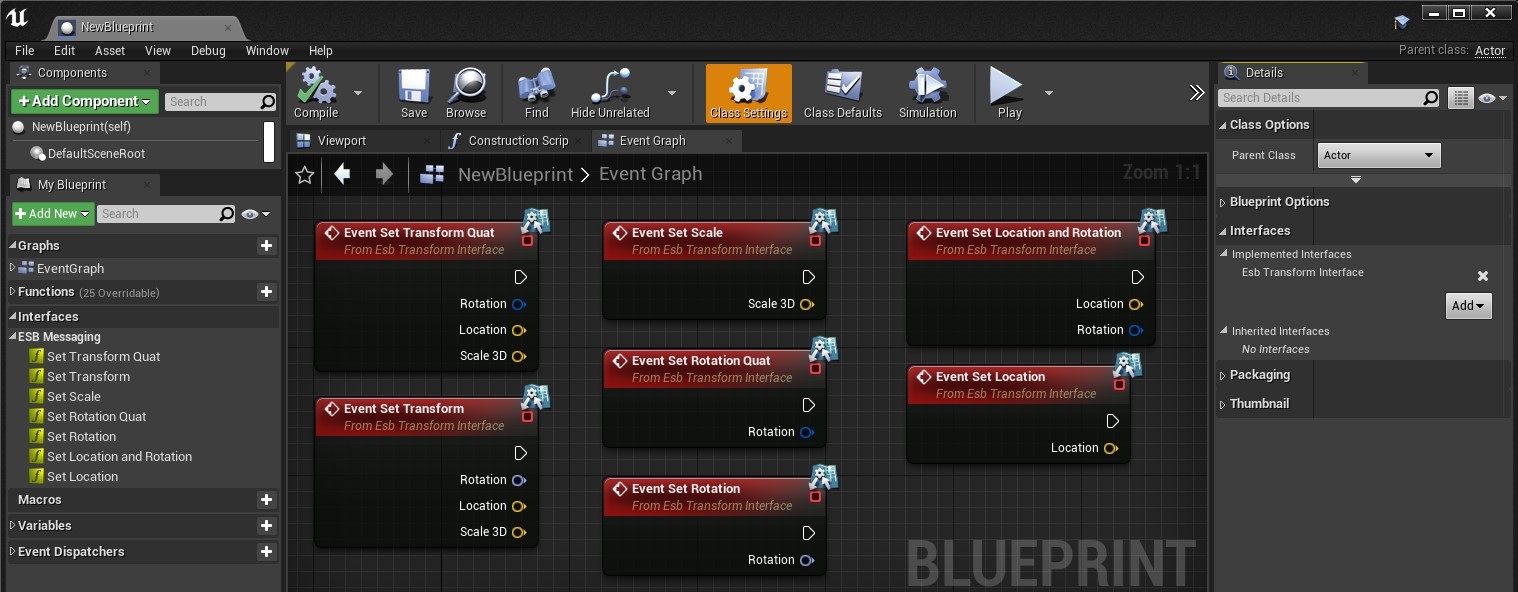 NewBlueprint
File Edit Asset View Debug Window Help
Parent class: Actor
Components
+Add Component
Search
NewBlueprint(self)
DefaultSceneRoot
My Blueprint
+Add New
Search
Graphs
EventGraph
Functions (25 Overridable)
Interfaces
ESB Messaging
Set Transform Quat
Set Transform
Set Scale
Set Rotation Quat
Set Rotation
Set Location and Rotation
Set Location
Macros
Variables
Event Dispatchers
Compile Save Browse Find Hide Unrelated Class Settings Class Defaults Simulation Play
Viewport Construction Scrip Event Graph
NewBlueprint > Event Graph
Zoom 1:1
Event Set Transform Quat
From Esb Transform Interface
Rotation
Location
Scale 3D
Event Set Transform
From Esb Transform Interface
Rotation
Location
Scale 3D
Event Set Scale
From Esb Transform Interface
Scale 3D
Event Set Rotation Quat
From Esb Transform Interface
Rotation
Event Set Rotation
From Esb Transform Interface
Rotation
Event Set Location and Rotation
From Esb Transform Interface
Location
Rotation
Event Set Location
From Esb Transform Interface
Location
BLUEPRINT
Details
Search Details
Class Options
Parent Class Actor
Blueprint Options
Interfaces
Implemented Interfaces
Esb Transform Interface
Add
Inherited Interfaces
No Interfaces
Packaging
Thumbnail